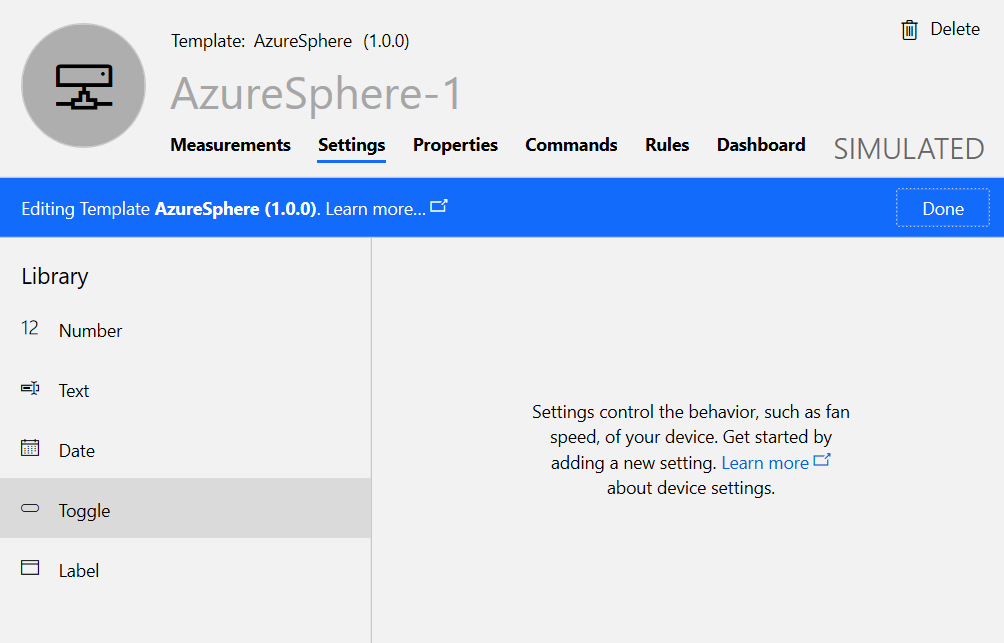 Template: AzureSphere (1.0.0)
Delete
AzureSphere-1
Measurements Settings Properties Commands Rules Dashboard SIMULATED
Editing Template AzureSphere (1.0.0). Learn more...
Done
Library
12 Number
Text
Date
Toggle
Label
Settings control the behavior, such as fan
speed, of your device. Get started by
adding a new setting. Learn more
about device settings.